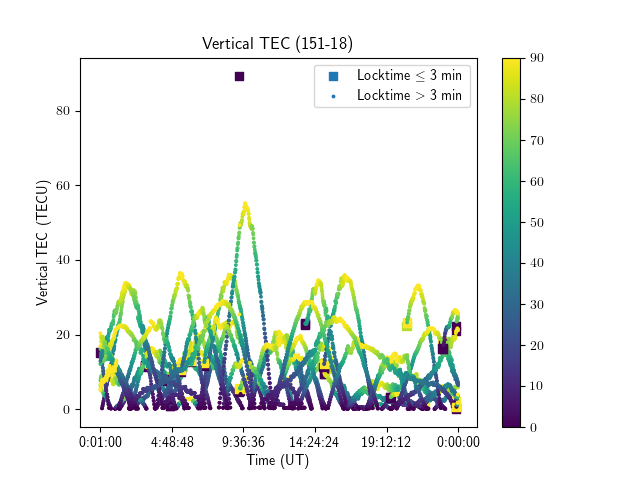 Vertical TEC (151-18)
Locktime ≤ 3 min
Locktime > 3 min
Vertical TEC (TECU)
80
60
40
20
0
0:01:00 4:48:48 9:36:36 14:24:24 19:12:12 0:00:00
Time (UT)
90
80
70
60
50
40
30
20
10
0